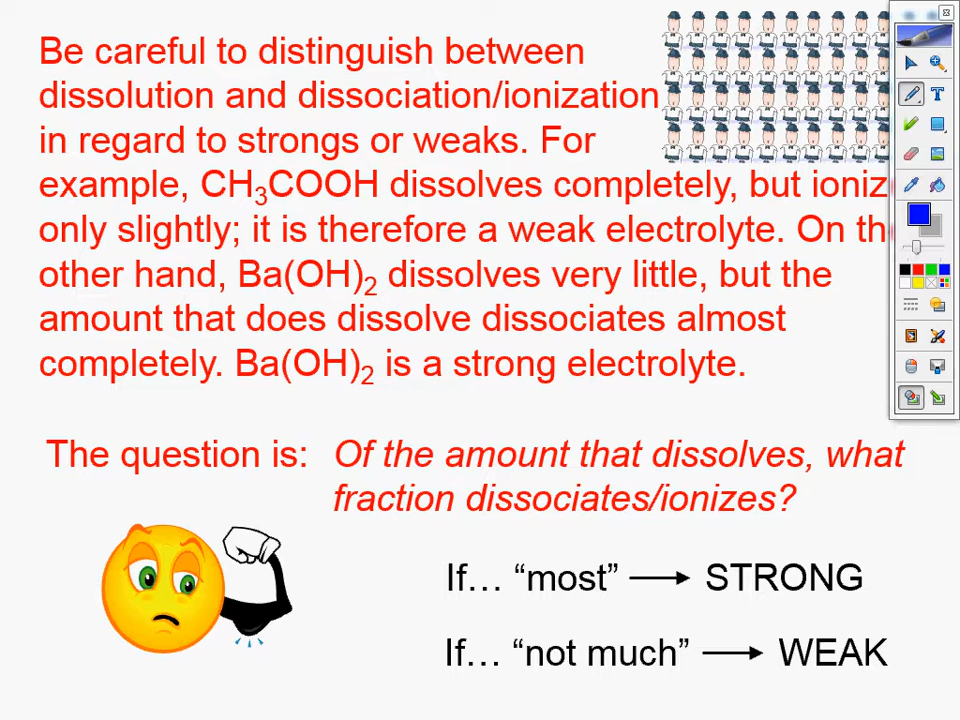 Be careful to distinguish between
dissolution and dissociation/ionization
in regard to strongs or weaks. For
example, CH₃COOH dissolves completely, but ioniz
only slightly; it is therefore a weak electrolyte. On th
other hand, Ba(OH)₂ dissolves very little, but the
amount that does dissolve dissociates almost
completely. Ba(OH)₂ is a strong electrolyte.
The question is: Of the amount that dissolves, what
fraction dissociates/ionizes?
If… “most” → STRONG
If… “not much” → WEAK
T